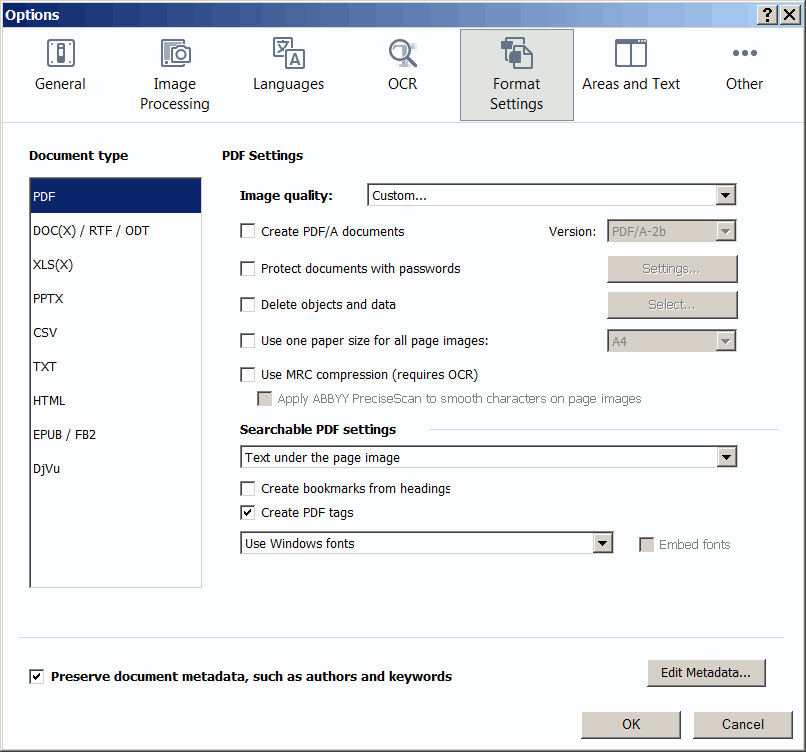 Options
General
Image Processing
Languages
OCR
Format Settings
Areas and Text
Other
Document type
PDF
DOC(X) / RTF / ODT
XLS(X)
PPTX
CSV
TXT
HTML
EPUB / FB2
DjVu
PDF Settings
Image quality: Custom...
Create PDF/A documents Version: PDF/A-2b
Protect documents with passwords Settings...
Delete objects and data Select...
Use one paper size for all page images: A4
Use MRC compression (requires OCR)
Apply ABBYY PreciseScan to smooth characters on page images
Searchable PDF settings
Text under the page image
Create bookmarks from headings
Create PDF tags
Use Windows fonts Embed fonts
Preserve document metadata, such as authors and keywords Edit Metadata...
OK Cancel